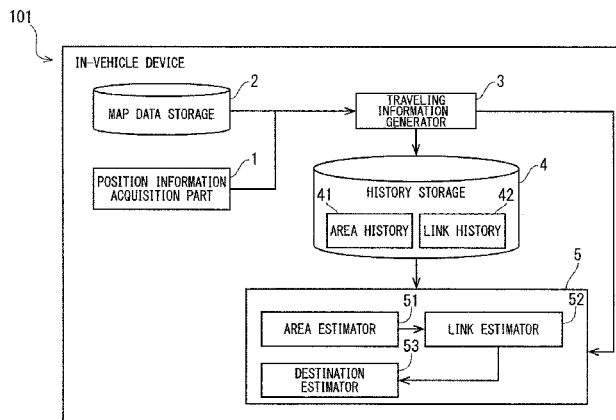 101
IN-VEHICLE DEVICE
2
MAP DATA STORAGE
3
TRAVELING
INFORMATION
GENERATOR
1
POSITION INFORMATION
ACQUISITION PART
4
HISTORY STORAGE
41
AREA HISTORY
42
LINK HISTORY
5
51
AREA ESTIMATOR
52
LINK ESTIMATOR
53
DESTINATION
ESTIMATOR